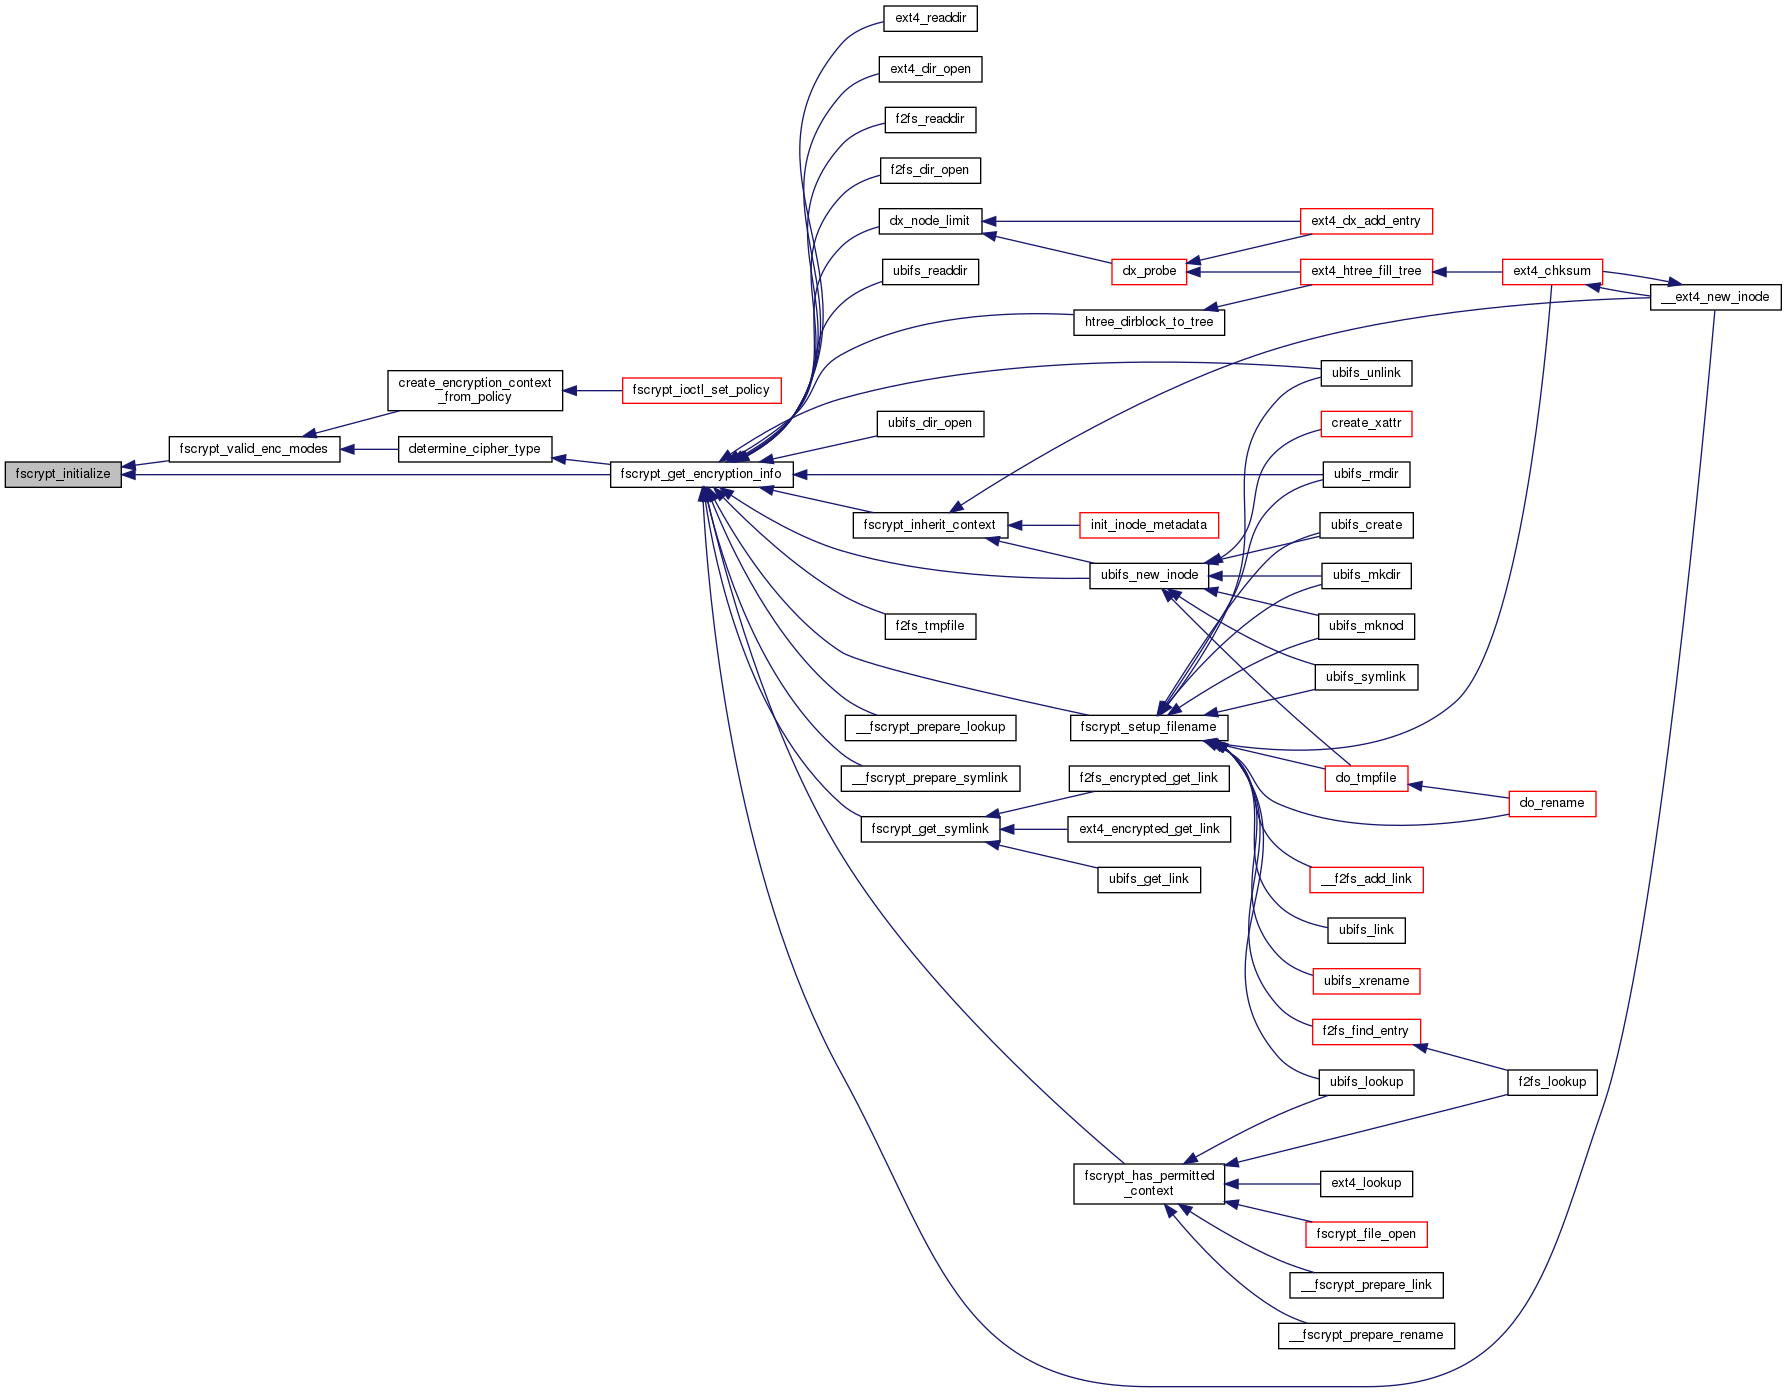 ext4_readdir
ext4_dir_open
f2fs_readdir
f2fs_dir_open
dx_node_limit
ext4_dx_add_entry
ubifs_readdir
dx_probe
ext4_htree_fill_tree
ext4_chksum
__ext4_new_inode
htree_dirblock_to_tree
create_encryption_context
_from_policy
fscrypt_ioctl_set_policy
ubifs_unlink
ubifs_dir_open
create_xattr
fscrypt_valid_enc_modes
determine_cipher_type
fscrypt_initialize
fscrypt_get_encryption_info
ubifs_rmdir
fscrypt_inherit_context
init_inode_metadata
ubifs_create
ubifs_new_inode
ubifs_mkdir
f2fs_tmpfile
ubifs_mknod
ubifs_symlink
__fscrypt_prepare_lookup
fscrypt_setup_filename
__fscrypt_prepare_symlink
f2fs_encrypted_get_link
do_tmpfile
do_rename
fscrypt_get_symlink
ext4_encrypted_get_link
ubifs_get_link
__f2fs_add_link
ubifs_link
ubifs_xrename
f2fs_find_entry
ubifs_lookup
f2fs_lookup
fscrypt_has_permitted
_context
ext4_lookup
fscrypt_file_open
__fscrypt_prepare_link
__fscrypt_prepare_rename